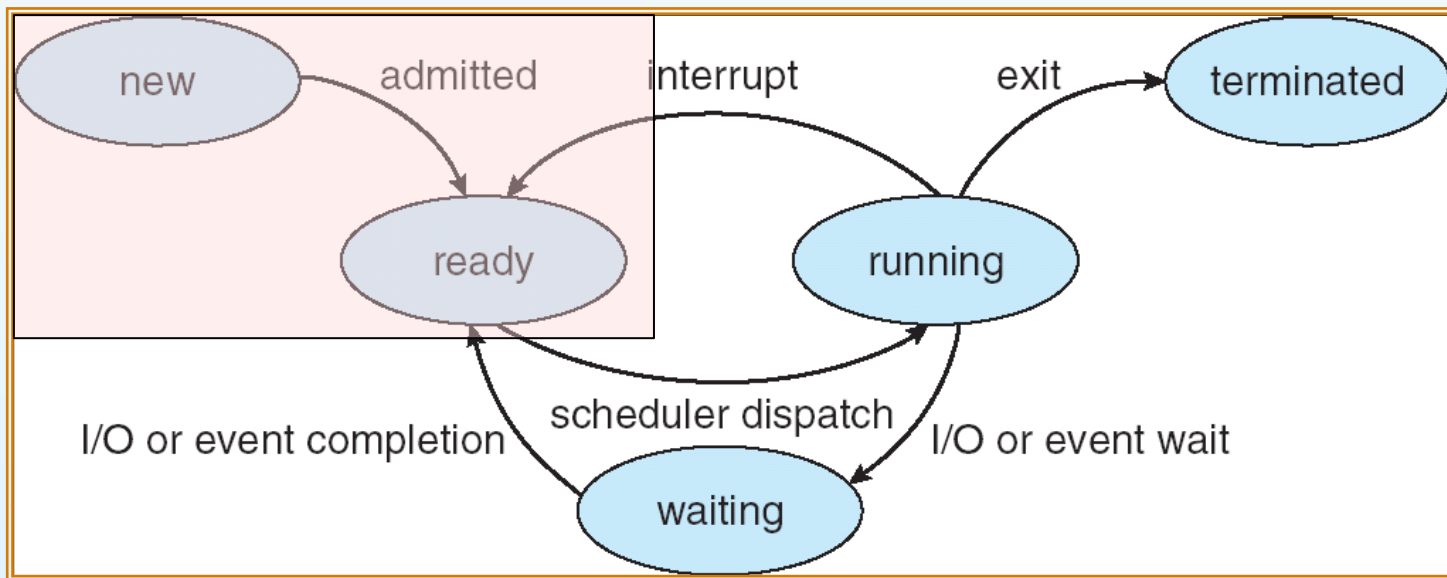 new
admitted
interrupt
exit
terminated
ready
running
scheduler dispatch
I/O or event completion
I/O or event wait
waiting